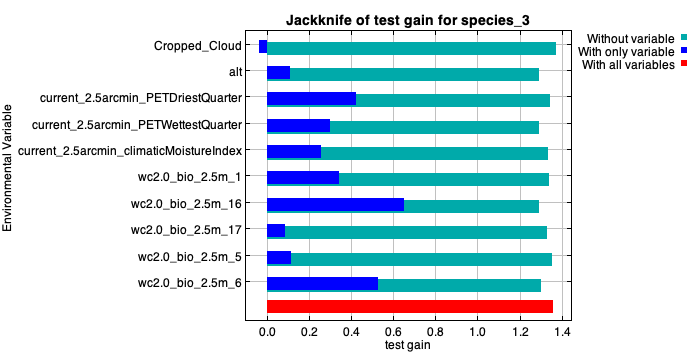 Jackknife of test gain for species_3
Without variable
With only variable
With all variables
Environmental Variable
Cropped_Cloud
alt
current_2.5arcmin_PETDriestQuarter
current_2.5arcmin_PETWettestQuarter
current_2.5arcmin_climaticMoistureIndex
wc2.0_bio_2.5m_1
wc2.0_bio_2.5m_16
wc2.0_bio_2.5m_17
wc2.0_bio_2.5m_5
wc2.0_bio_2.5m_6
0.0 0.2 0.4 0.6 0.8 1.0 1.2 1.4
test gain